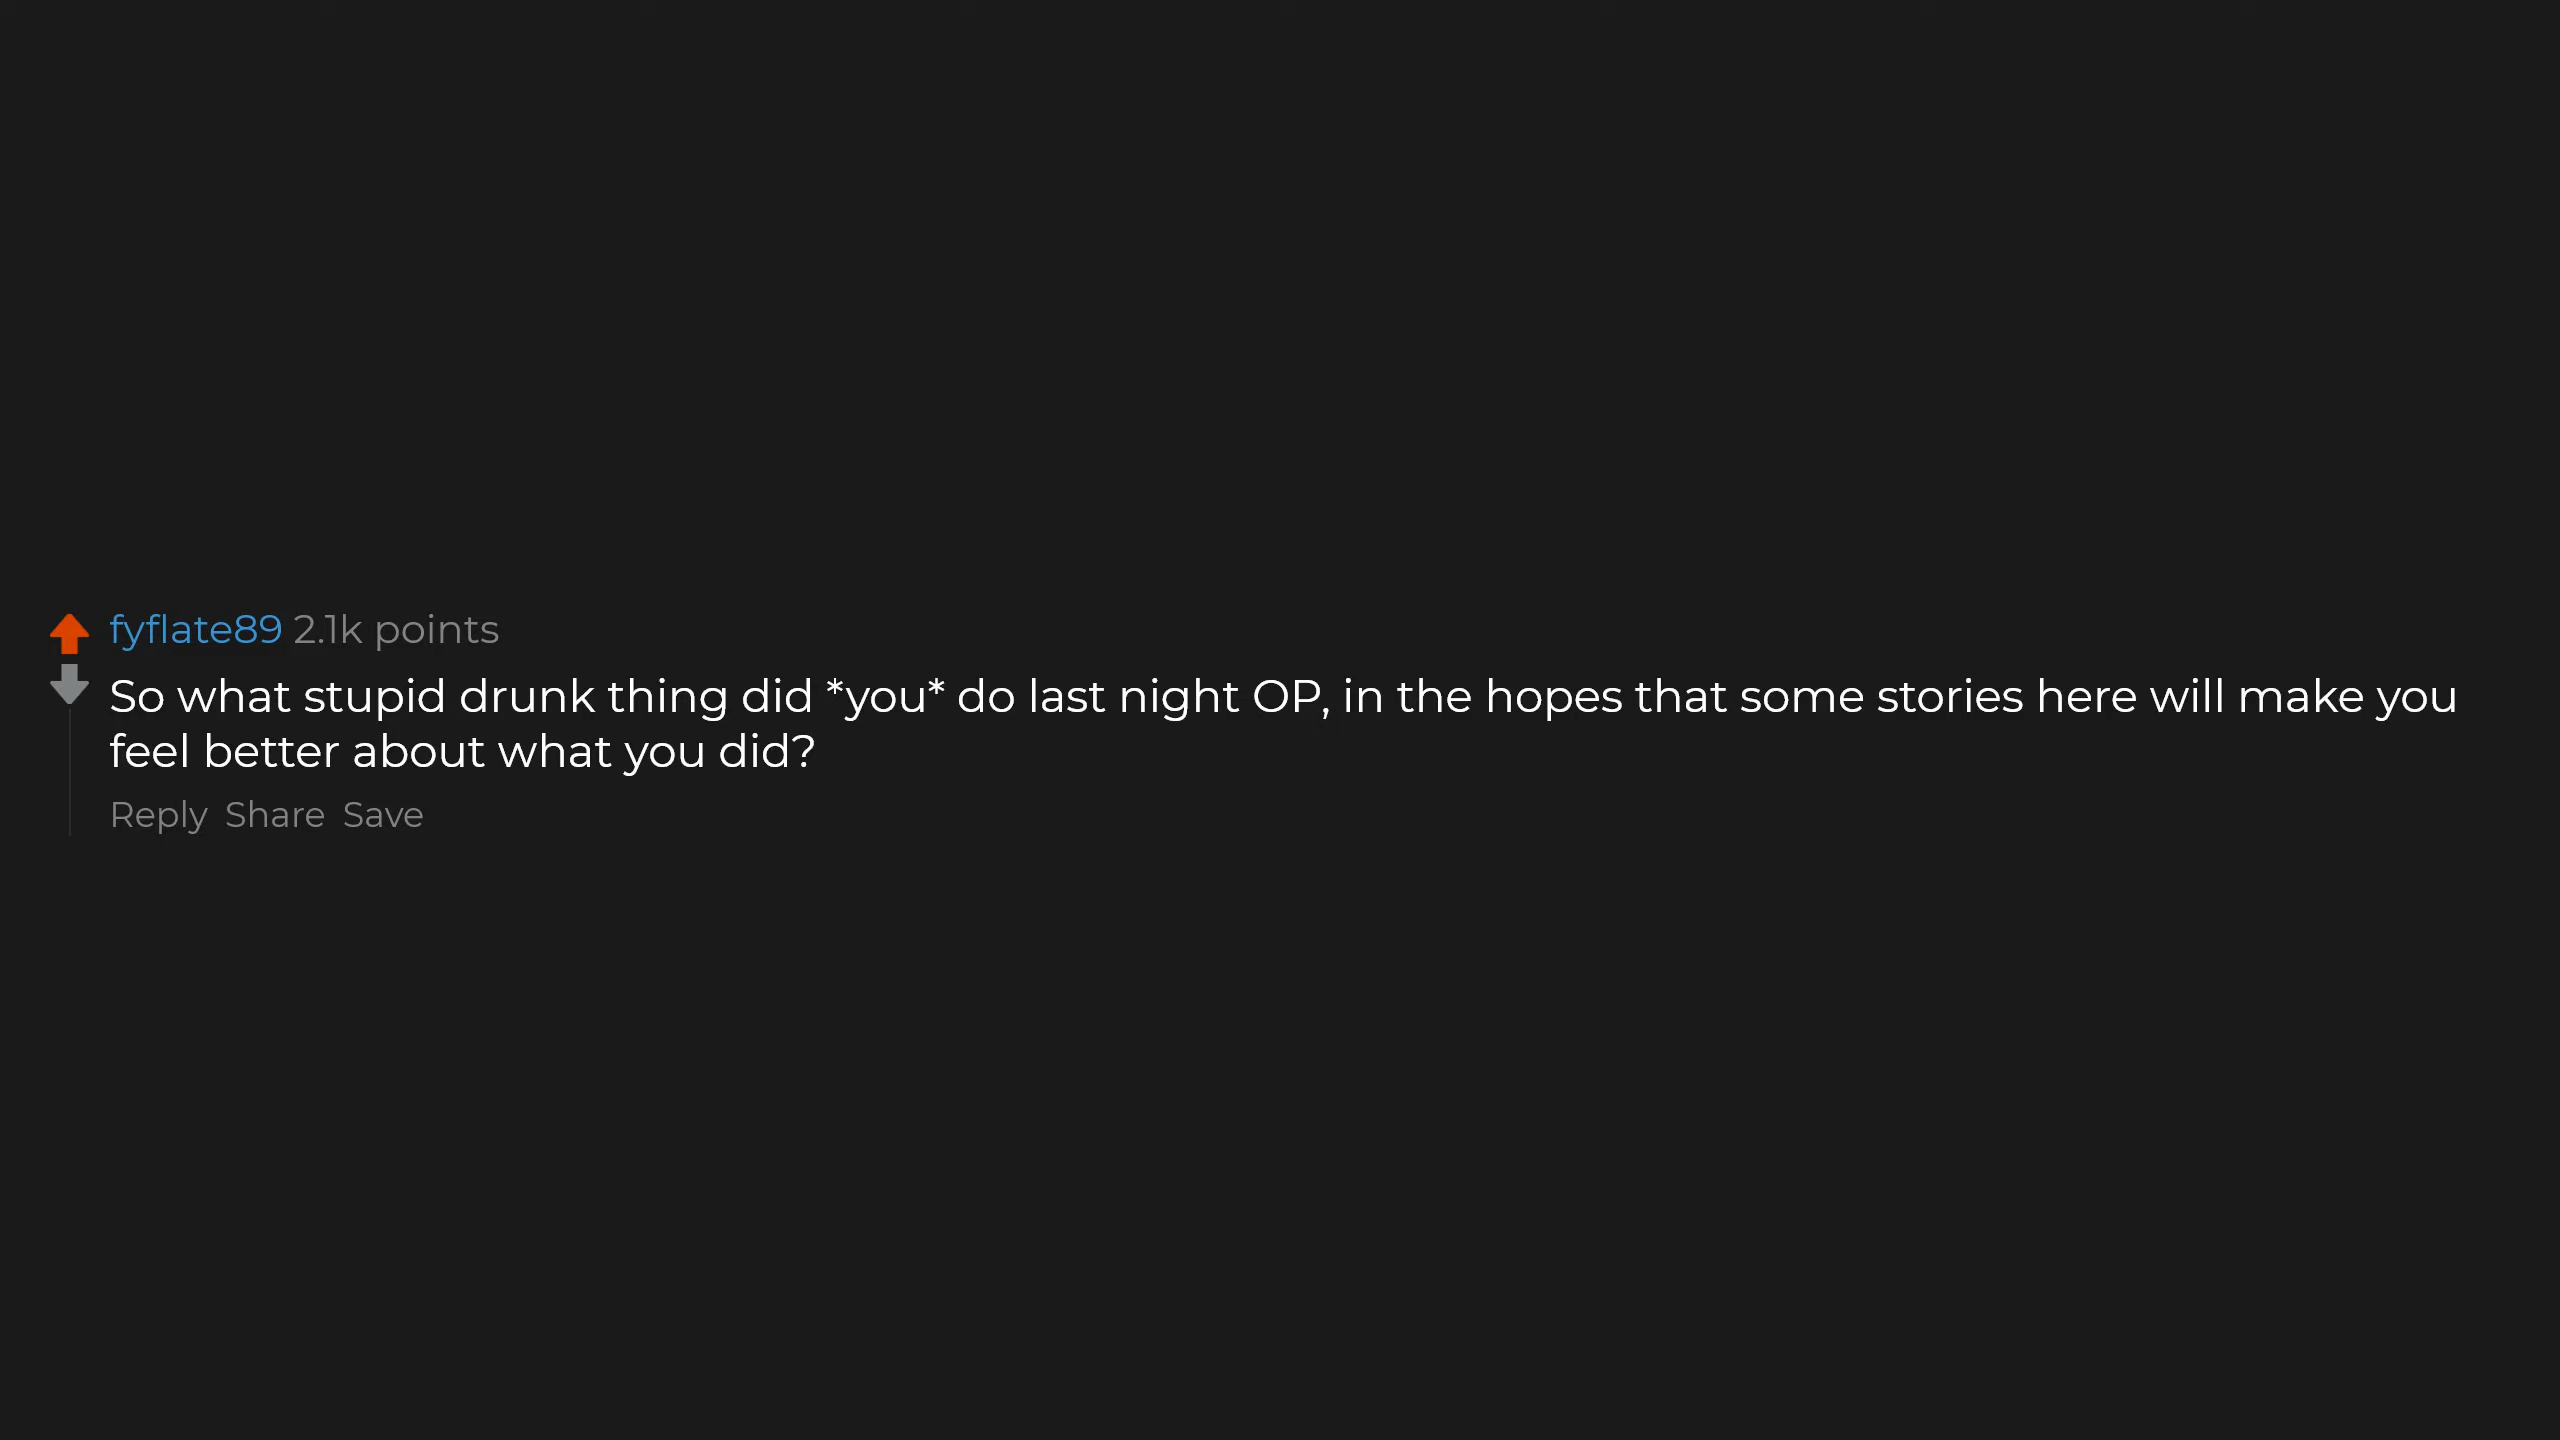 fyflate89 2.1k points
So what stupid drunk thing did *you* do last night OP, in the hopes that some stories here will make you
feel better about what you did?
Reply Share Save